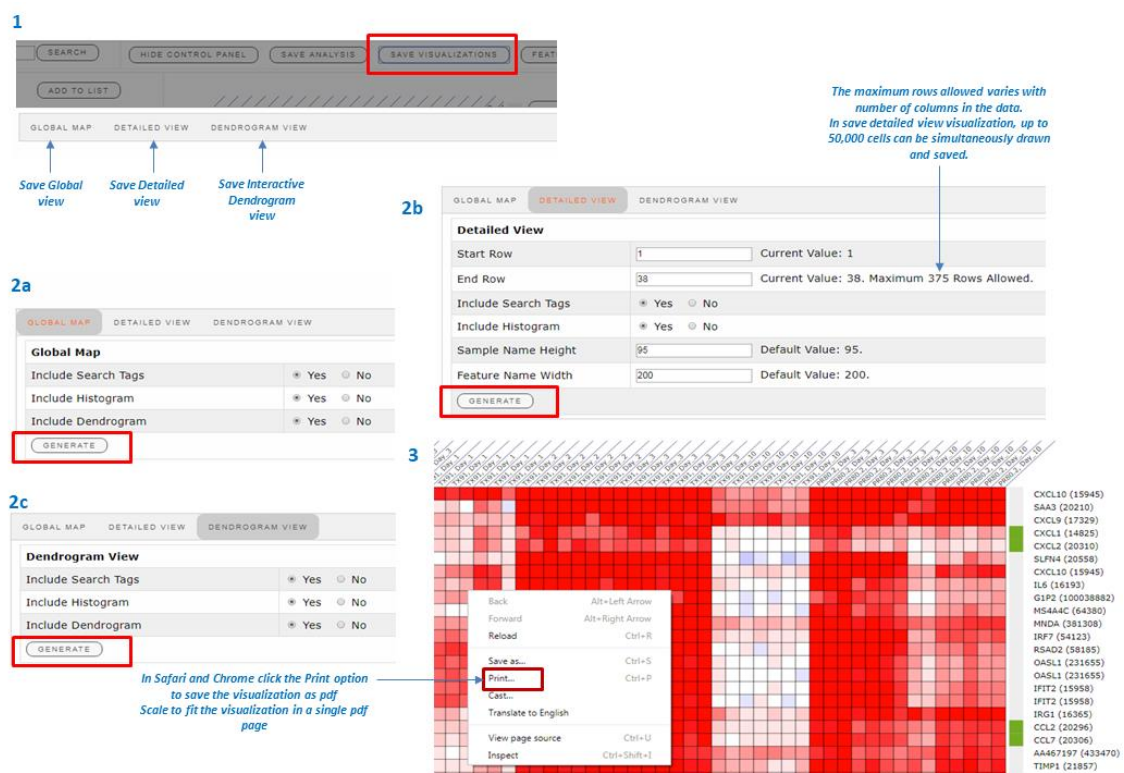 1
SEARCH
HIDE CONTROL PANEL
SAVE ANALYSIS
SAVE VISUALIZATIONS
ADD TO LIST
GLOBAL MAP
DETAILED VIEW
DENDROGRAM VIEW
Save Global
view
Save Detailed
view
Save Interactive
Dendrogram
view
The maximum rows allowed varies with
number of columns in the data.
In save detailed view visualization, up to
50,000 cells can be simultaneously drawn
and saved.
2a
GLOBAL MAP
DETAILED VIEW
DENDROGRAM VIEW
Global Map
Include Search Tags Yes No
Include Histogram Yes No
Include Dendrogram Yes No
GENERATE
2b
GLOBAL MAP
DETAILED VIEW
DENDROGRAM VIEW
Detailed View
Start Row 1 Current Value: 1
End Row 38 Current Value: 38. Maximum 375 Rows Allowed.
Include Search Tags Yes No
Include Histogram Yes No
Sample Name Height 95 Default Value: 95.
Feature Name Width 200 Default Value: 200.
GENERATE
2c
GLOBAL MAP
DETAILED VIEW
DENDROGRAM VIEW
Dendrogram View
Include Search Tags Yes No
Include Histogram Yes No
Include Dendrogram Yes No
GENERATE
In Safari and Chrome click the Print option
to save the visualization as pdf
Scale to fit the visualization in a single pdf
page
3
Back Alt+Left Arrow
Forward Alt+Right Arrow
Reload Ctrl+R
Save as... Ctrl+S
Print... Ctrl+P
Cast...
Translate to English
View page source Ctrl+U
Inspect Ctrl+Shift+I
CXCL10 (15945)
SAA3 (20210)
CXCL9 (17329)
CXCL1 (14825)
CXCL2 (20310)
SLFN4 (20558)
CXCL10 (15945)
IL6 (16193)
G1P2 (100038882)
MS4A4C (64380)
MNDA (381308)
IRF7 (54123)
RSAD2 (58185)
OASL1 (231655)
OASL1 (231655)
IFIT2 (15958)
IFIT2 (15958)
IRG1 (16365)
CCL2 (20296)
CCL7 (20306)
AA467197 (433470)
TIMP1 (21857)